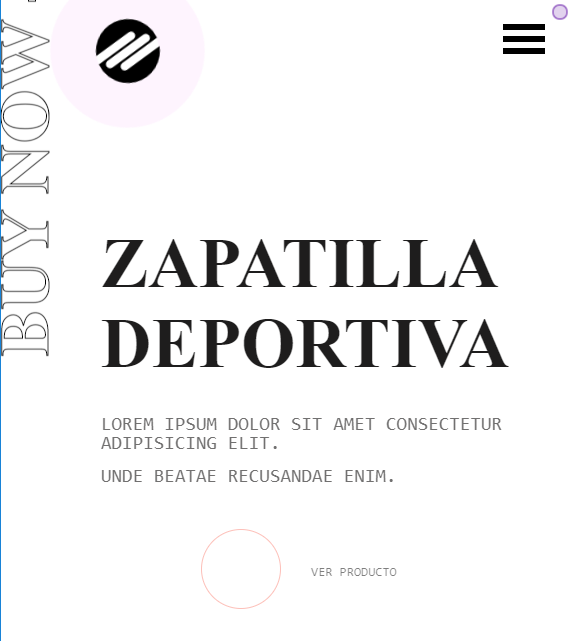 BUY NOW
ZAPATILLA
DEPORTIVA
LOREM IPSUM DOLOR SIT AMET CONSECTETUR
ADIPISICING ELIT.
UNDE BEATAE RECUSANDAE ENIM.
VER PRODUCTO